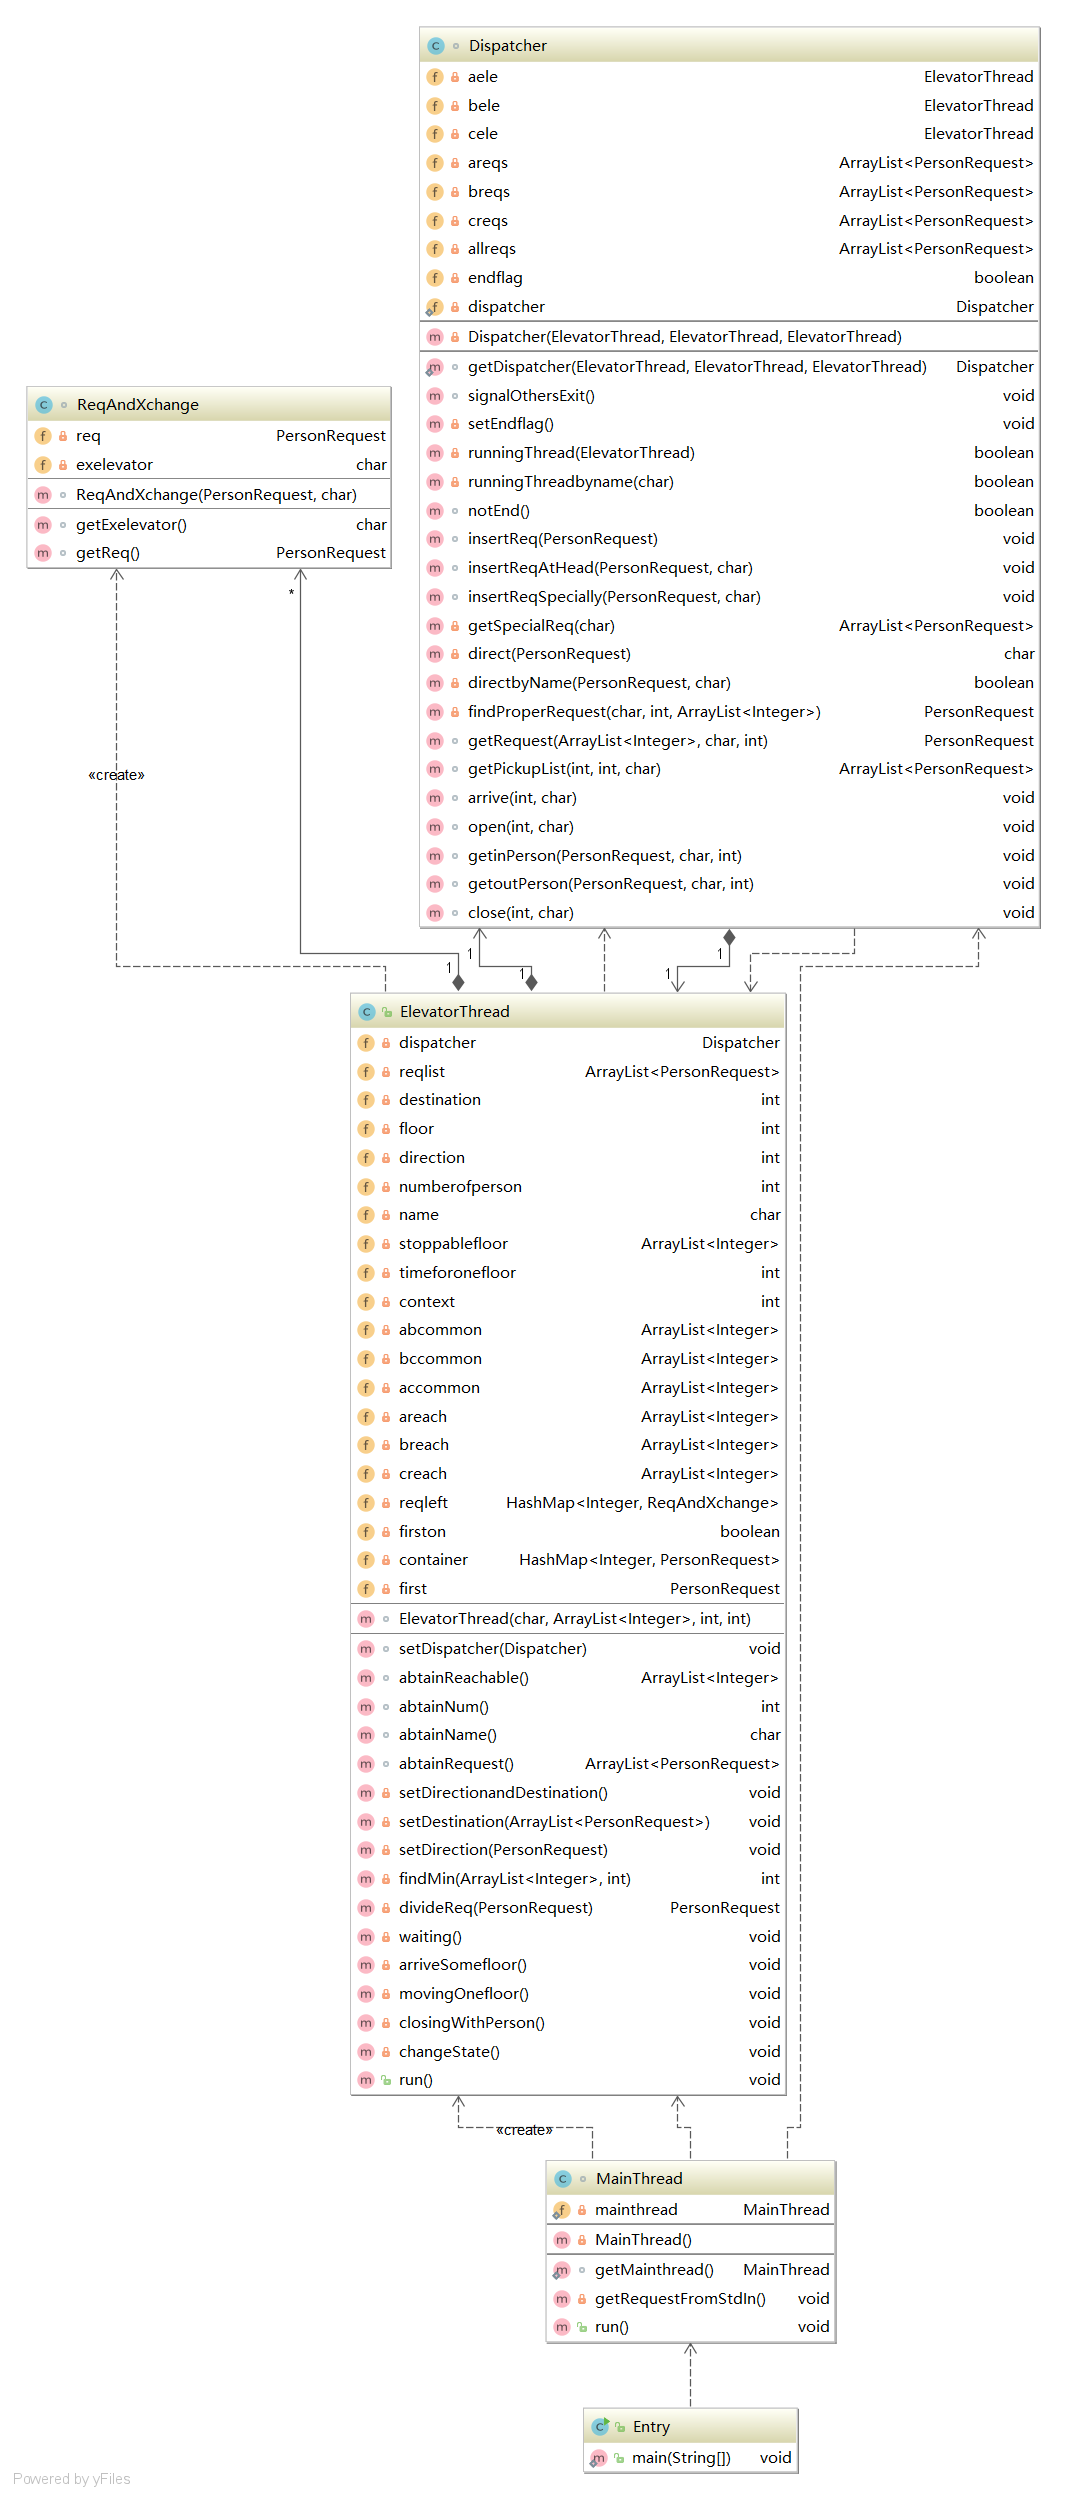 Dispatcher
aele ElevatorThread
bele ElevatorThread
cele ElevatorThread
areqs ArrayList<PersonRequest>
breqs ArrayList<PersonRequest>
creqs ArrayList<PersonRequest>
allreqs ArrayList<PersonRequest>
endflag boolean
dispatcher Dispatcher
Dispatcher(ElevatorThread, ElevatorThread, ElevatorThread)
getDispatcher(ElevatorThread, ElevatorThread, ElevatorThread) Dispatcher
signalOthersExit() void
setEndflag() void
runningThread(ElevatorThread) boolean
runningThreadbyname(char) boolean
notEnd() boolean
insertReq(PersonRequest) void
insertReqAtHead(PersonRequest, char) void
insertReqSpecially(PersonRequest, char) void
getSpecialReq(char) ArrayList<PersonRequest>
direct(PersonRequest) char
directbyName(PersonRequest, char) boolean
findProperRequest(char, int, ArrayList<Integer>) PersonRequest
getRequest(ArrayList<Integer>, char, int) PersonRequest
getPickupList(int, int, char) ArrayList<PersonRequest>
arrive(int, char) void
open(int, char) void
getinPerson(PersonRequest, char, int) void
getoutPerson(PersonRequest, char, int) void
close(int, char) void
ReqAndXchange
req PersonRequest
exelevator char
ReqAndXchange(PersonRequest, char)
getExelevator() char
getReq() PersonRequest
*
«create»
1 1 1 1 1
ElevatorThread
dispatcher Dispatcher
reqlist ArrayList<PersonRequest>
destination int
floor int
direction int
numberofperson int
name char
stoppablefloor ArrayList<Integer>
timeforonefloor int
context int
abcommon ArrayList<Integer>
bccommon ArrayList<Integer>
accommon ArrayList<Integer>
areach ArrayList<Integer>
breach ArrayList<Integer>
creach ArrayList<Integer>
reqleft HashMap<Integer, ReqAndXchange>
firston boolean
container HashMap<Integer, PersonRequest>
first PersonRequest
ElevatorThread(char, ArrayList<Integer>, int, int)
setDispatcher(Dispatcher) void
abtainReachable() ArrayList<Integer>
abtainNum() int
abtainName() char
abtainRequest() ArrayList<PersonRequest>
setDirectionandDestination() void
setDestination(ArrayList<PersonRequest>) void
setDirection(PersonRequest) void
findMin(ArrayList<Integer>, int) int
divideReq(PersonRequest) PersonRequest
waiting() void
arriveSomefloor() void
movingOnefloor() void
closingWithPerson() void
changeState() void
run() void
«create»
MainThread
mainthread MainThread
MainThread()
getMainthread() MainThread
getRequestFromStdIn() void
run() void
Entry
main(String[]) void
Powered by yFiles